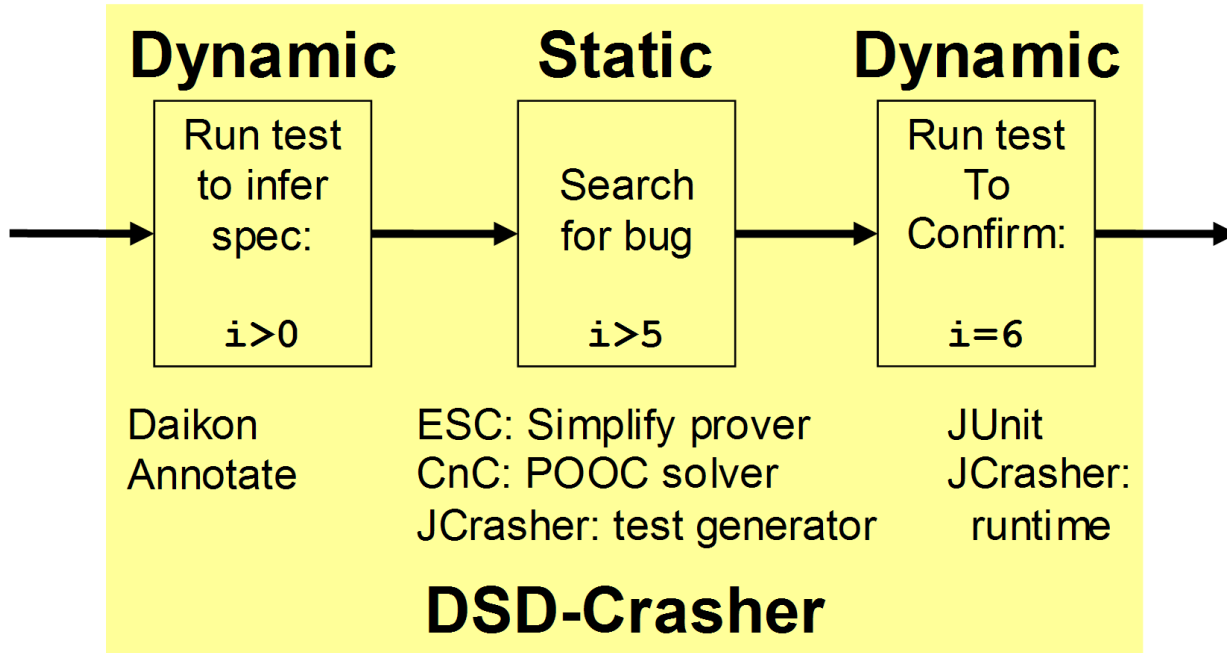 Dynamic
Static
Dynamic
Run test
to infer
spec:
i>0
Search
for bug
i>5
Run test
To
Confirm:
i=6
Daikon
Annotate
ESC: Simplify prover
CnC: POOC solver
JCrasher: test generator
JUnit
JCrasher:
runtime
DSD-Crasher